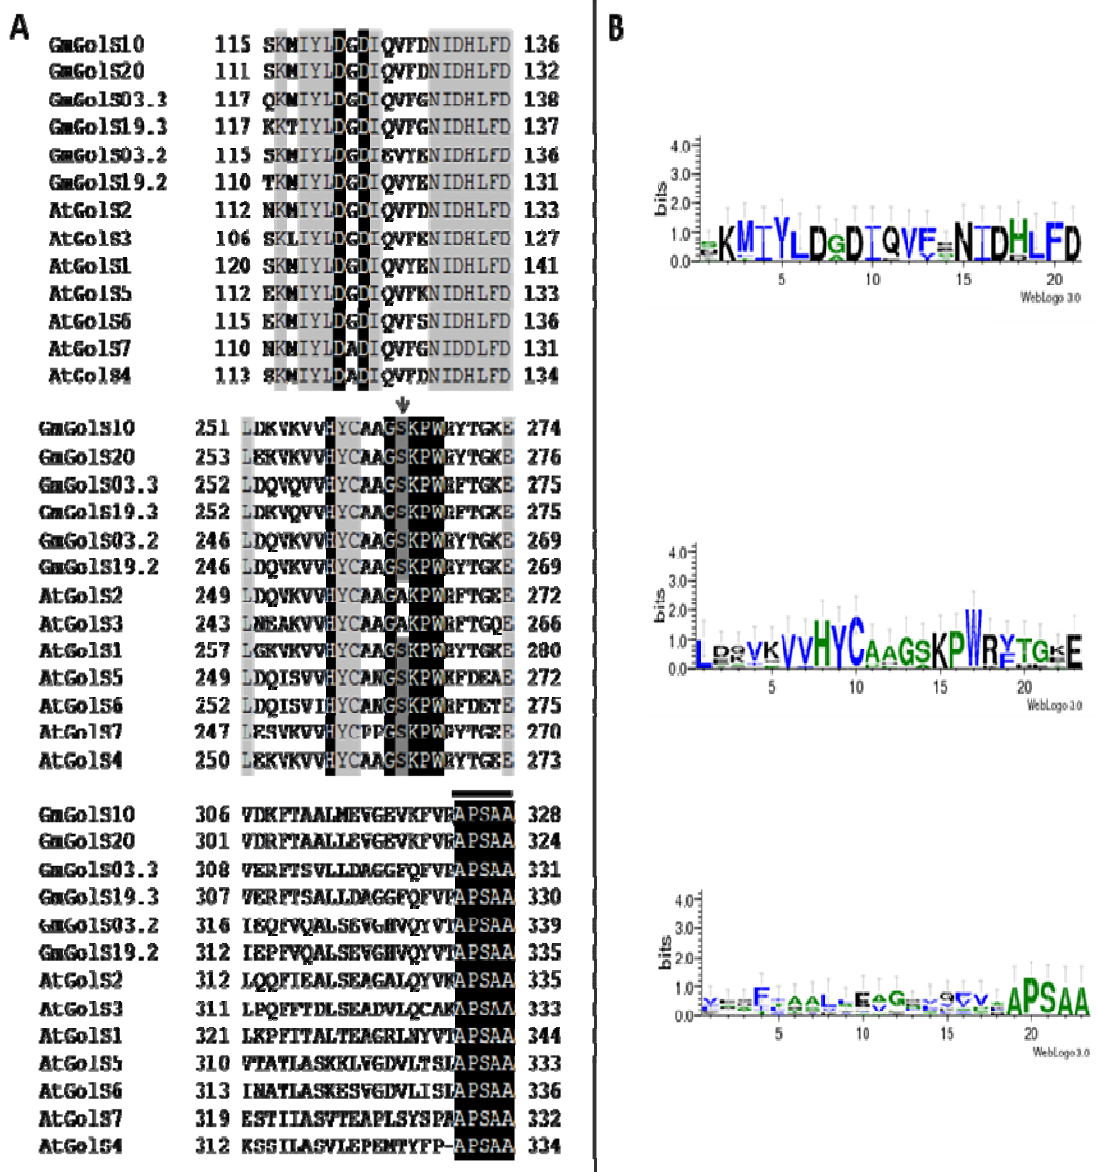 A
GmGolS10 115 SKMIYLDGDIQVFDNIDHLFD 136
GmGolS20 111 SKMIYLDGDIQVFDNIDHLFD 132
GmGolS03.3 117 QKMIYLDGDIQVFGNIDHLFD 138
GmGolS19.3 117 KKTIYLDGDIQVFGNIDHLFD 137
GmGolS03.2 115 SKMIYLDGDIEVYENIDHLFD 136
GmGolS19.2 110 TKMIYLDGDIQVYENIDHLFD 131
AtGolS2 112 NKMIYLDGDIQVFDNIDHLFD 133
AtGolS3 106 SKLIYLDGDIQVFENIDHLFD 127
AtGolS1 120 SKMIYLDGDIQVYENIDHLFD 141
AtGolS5 112 EKMIYLDGDIQVFKNIDHLFD 133
AtGolS6 115 EKMIYLDGDIQVFSNIDHLFD 136
AtGolS7 110 NKMIYLDADIQVFGNIDDLFD 131
AtGolS4 113 SKMIYLDADIQVFDNIDHLFD 134
GmGolS10 251 LDKVKVVHYCAAGSKPWRYTGKE 274
GmGolS20 253 LEKVKVVHYCAAGSKPWRYTGKE 276
GmGolS03.3 252 LDQVQVVHYCAAGSKPWRFTGKE 275
GmGolS19.3 252 LDKVQVVHYCAAGSKPWRFTGKE 275
GmGolS03.2 246 LDQVKVVHYCAAGSKPWRYTGKE 269
GmGolS19.2 246 LDQVKVVHYCAAGSKPWRYTGKE 269
AtGolS2 249 LDQVKVVHYCAAGAKPWRFTGEE 272
AtGolS3 243 LNEAKVVHYCAAGAKPWRFTGQE 266
AtGolS1 257 LGKVKVVHYCAAGSKPWRYTGKE 280
AtGolS5 249 LDQISVVHYCANGSKPWKFDEAE 272
AtGolS6 252 LDQISVIHYCANGSKPWRFDETE 275
AtGolS7 247 LESVKVVHYCPPGSKPWRYTGEE 270
AtGolS4 250 LEKVKVVHYCAAGSKPWRYTGEE 273
GmGolS10 306 VDKFTAALMEVGEVKFVRAPSAA 328
GmGolS20 301 VDRFTAALLEVGEVKFVRAPSAA 324
GmGolS03.3 308 VERFTSVLLDAGGFQFVPAPSAA 331
GmGolS19.3 307 VERFTSALLDAGGFQFVPAPSAA 330
GmGolS03.2 316 IEQFVQALSEVGHVQYVTAPSAA 339
GmGolS19.2 312 IEPFVQALSEVGHVQYVTAPSAA 335
AtGolS2 312 LQQFIEALSEAGALQYVKAPSAA 335
AtGolS3 311 LPQFFTDLSEADVLQCAKAPSAA 333
AtGolS1 321 LKPFITALTEAGRLNYVTAPSAA 344
AtGolS5 310 VTATLASKKLVGDVLTSLAPSAA 333
AtGolS6 313 INATLASKESVGDVLISLAPSAA 336
AtGolS7 319 ESTIIASVTEAPLSYSPAAPSAA 332
AtGolS4 312 KSSILASVLEPEMTYFP-APSAA 334
B
bits
4.0
3.0
2.0
1.0
0.0
KMIYLDGDIQVFENIDHLFD
5 10 15 20
WebLogo 3.0
bits
4.0
3.0
2.0
1.0
0.0
LDQVKVVHYCAAGSKPWRYTGKE
5 10 15 20
WebLogo 3.0
bits
4.0
3.0
2.0
1.0
0.0
APSAA
5 10 15 20
WebLogo 3.0